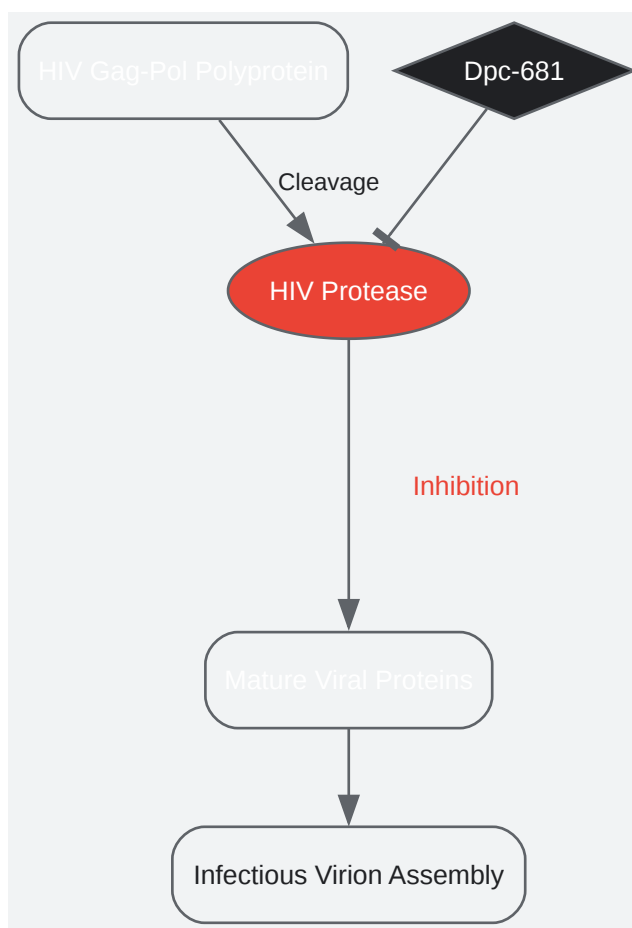 HIV Gag-Pol Polyprotein
Dpc-681
Cleavage
HIV Protease
Inhibition
Mature Viral Proteins
Infectious Virion Assembly